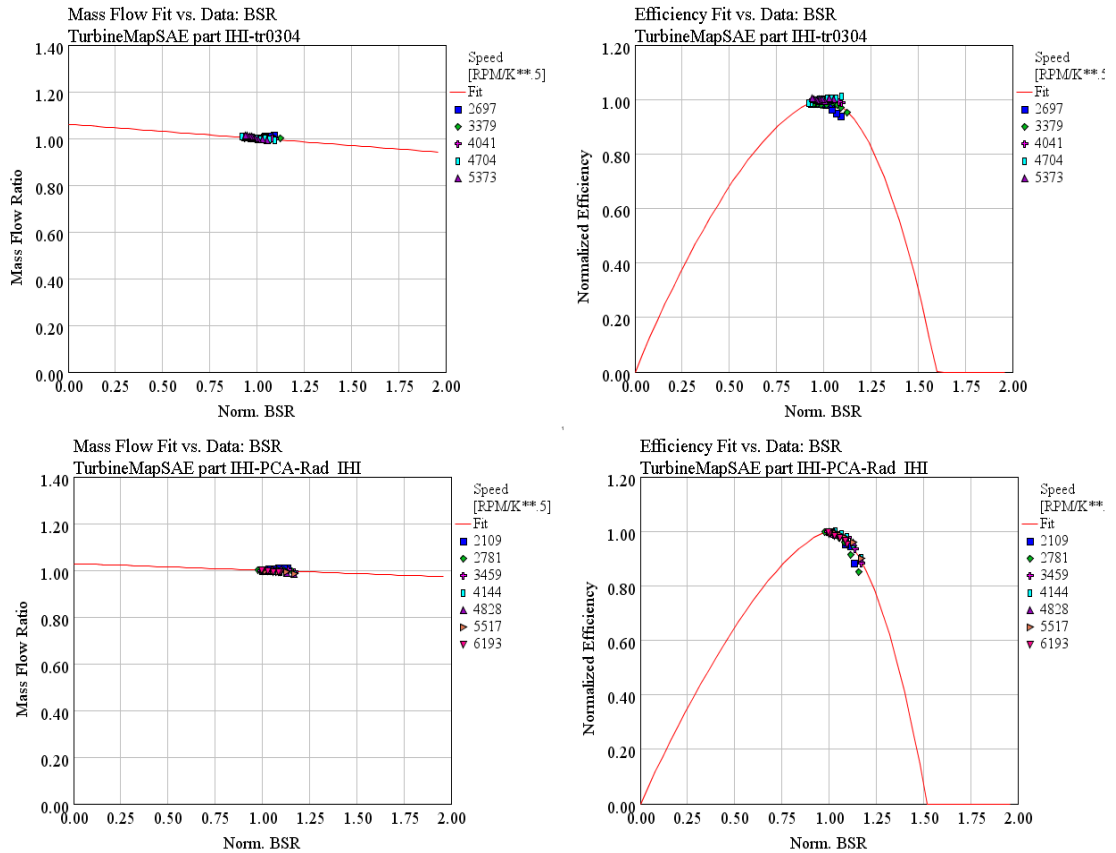 Mass Flow Fit vs. Data: BSR
TurbineMapSAE part IHI-tr0304
1.40
1.20
1.00
0.80
0.60
0.40
0.20
0.00
Mass Flow Ratio
0.00 0.25 0.50 0.75 1.00 1.25 1.50 1.75 2.00
Norm. BSR
Speed
[RPM/K**.5]
Fit
2697
3379
4041
4704
5373
Efficiency Fit vs. Data: BSR
TurbineMapSAE part IHI-tr0304
1.20
1.00
0.80
0.60
0.40
0.20
0.00
Normalized Efficiency
0.00 0.25 0.50 0.75 1.00 1.25 1.50 1.75 2.00
Norm. BSR
Speed
[RPM/K**.5
Fit
2697
3379
4041
4704
5373
Mass Flow Fit vs. Data: BSR
TurbineMapSAE part IHI-PCA-Rad IHI
1.40
1.20
1.00
0.80
0.60
0.40
0.20
0.00
Mass Flow Ratio
0.00 0.25 0.50 0.75 1.00 1.25 1.50 1.75 2.00
Norm. BSR
Speed
[RPM/K**.5]
Fit
2109
2781
3459
4144
4828
5517
6193
Efficiency Fit vs. Data: BSR
TurbineMapSAE part IHI-PCA-Rad IHI
1.20
1.00
0.80
0.60
0.40
0.20
0.00
Normalized Efficiency
0.00 0.25 0.50 0.75 1.00 1.25 1.50 1.75 2.00
Norm. BSR
Speed
[RPM/K**.
Fit
2109
2781
3459
4144
4828
5517
6193